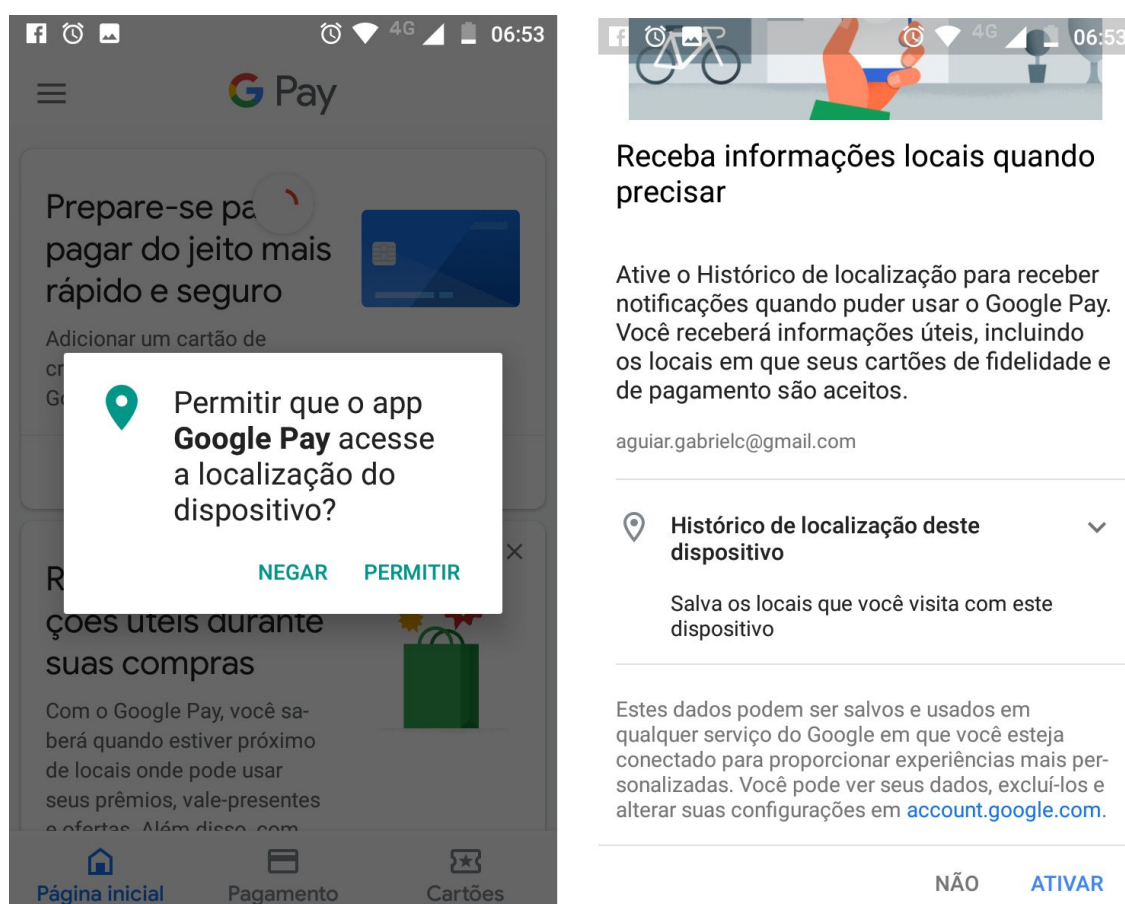 4G 06:53
G Pay
Prepare-se pa
pagar do jeito mais
rápido e seguro
Adicionar um cartão de
cr
G
Permitir que o app
Google Pay acesse
a localização do
dispositivo?
NEGAR PERMITIR
R
ções úteis durante
suas compras
Com o Google Pay, você sa-
berá quando estiver próximo
de locais onde pode usar
seus prêmios, vale-presentes
e ofertas. Além disso, com
Página inicial Pagamento Cartões
4G 06:53
Receba informações locais quando
precisar
Ative o Histórico de localização para receber
notificações quando puder usar o Google Pay.
Você receberá informações úteis, incluindo
os locais em que seus cartões de fidelidade e
de pagamento são aceitos.
aguiar.gabrielc@gmail.com
Histórico de localização deste
dispositivo
Salva os locais que você visita com este
dispositivo
Estes dados podem ser salvos e usados em
qualquer serviço do Google em que você esteja
conectado para proporcionar experiências mais per-
sonalizadas. Você pode ver seus dados, excluí-los e
alterar suas configurações em account.google.com.
NÃO ATIVAR